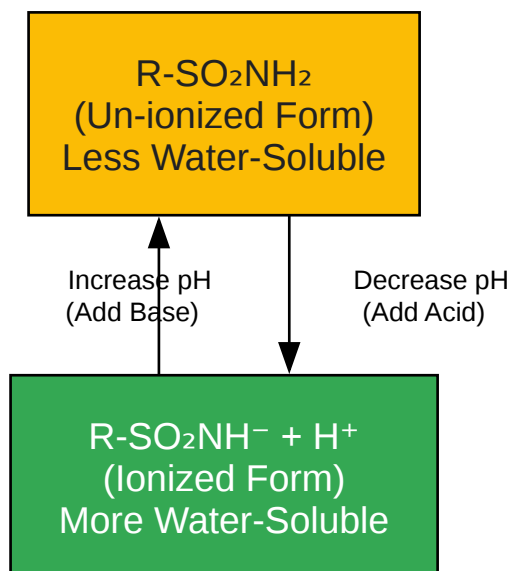 R-SO₂NH₂
(Un-ionized Form)
Less Water-Soluble
Increase pH
(Add Base)
Decrease pH
(Add Acid)
R-SO₂NH⁻ + H⁺
(Ionized Form)
More Water-Soluble